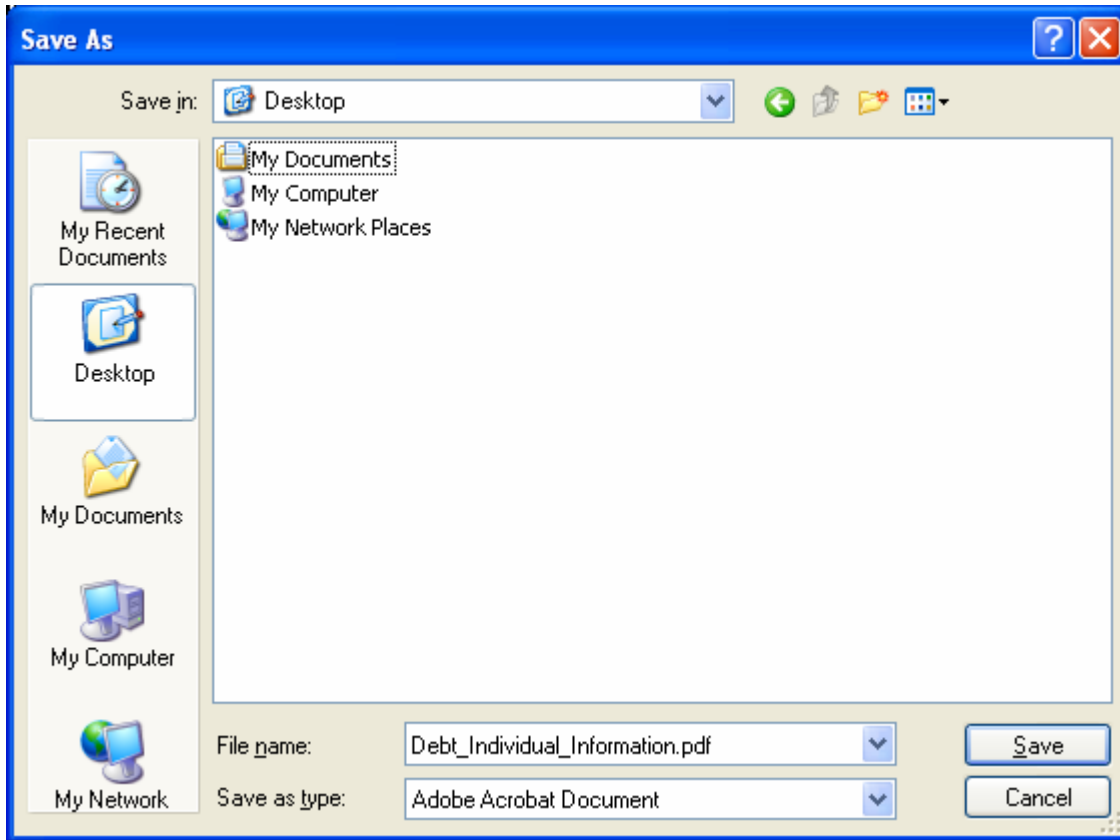 Save As
Save in:
Desktop
My Recent
Documents
Desktop
My Documents
My Computer
My Network
My Documents
My Computer
My Network Places
File name:
Debt_Individual_Information.pdf
Save
Save as type:
Adobe Acrobat Document
Cancel